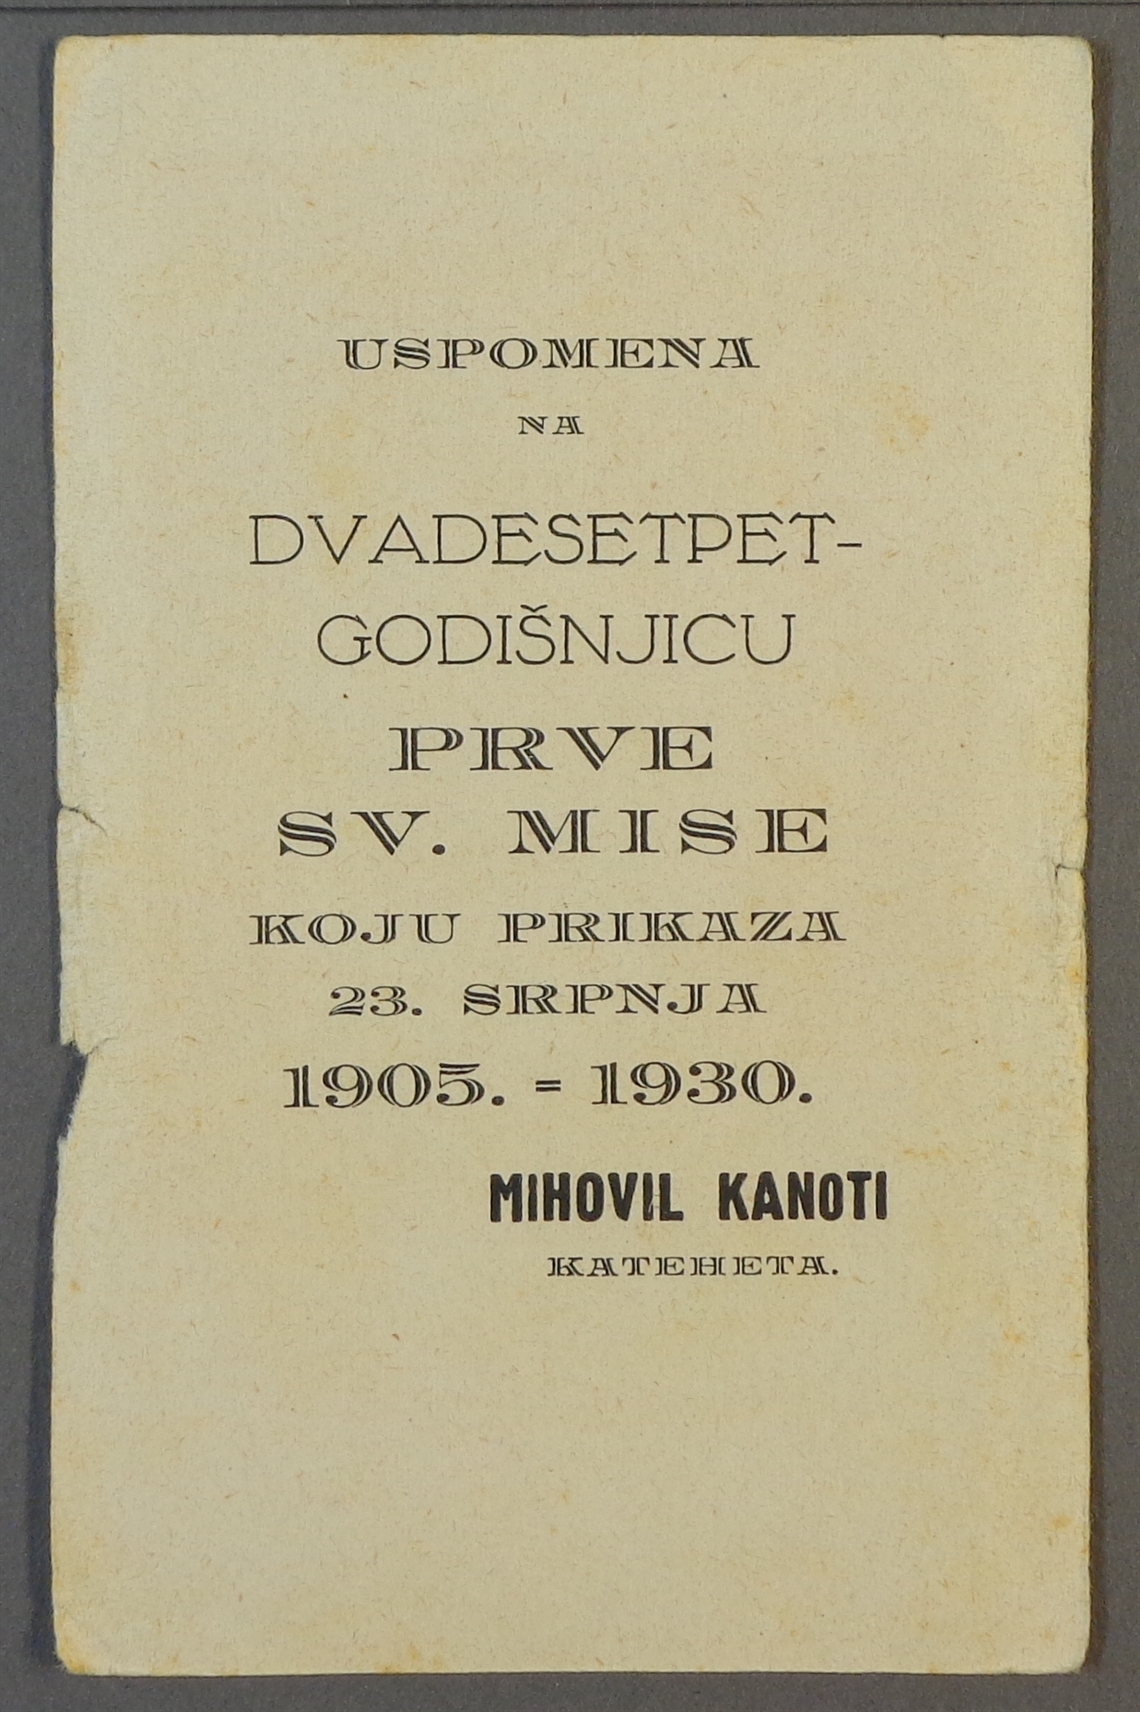 USPOMENA
NA
DVADESETPET-
GODIŠNJICU
PRVE
SV. MISE
KOJU PRIKAZA
23. SRPNJA
1905. = 1930.
MIHOVIL KANOTI
KATEHETA.